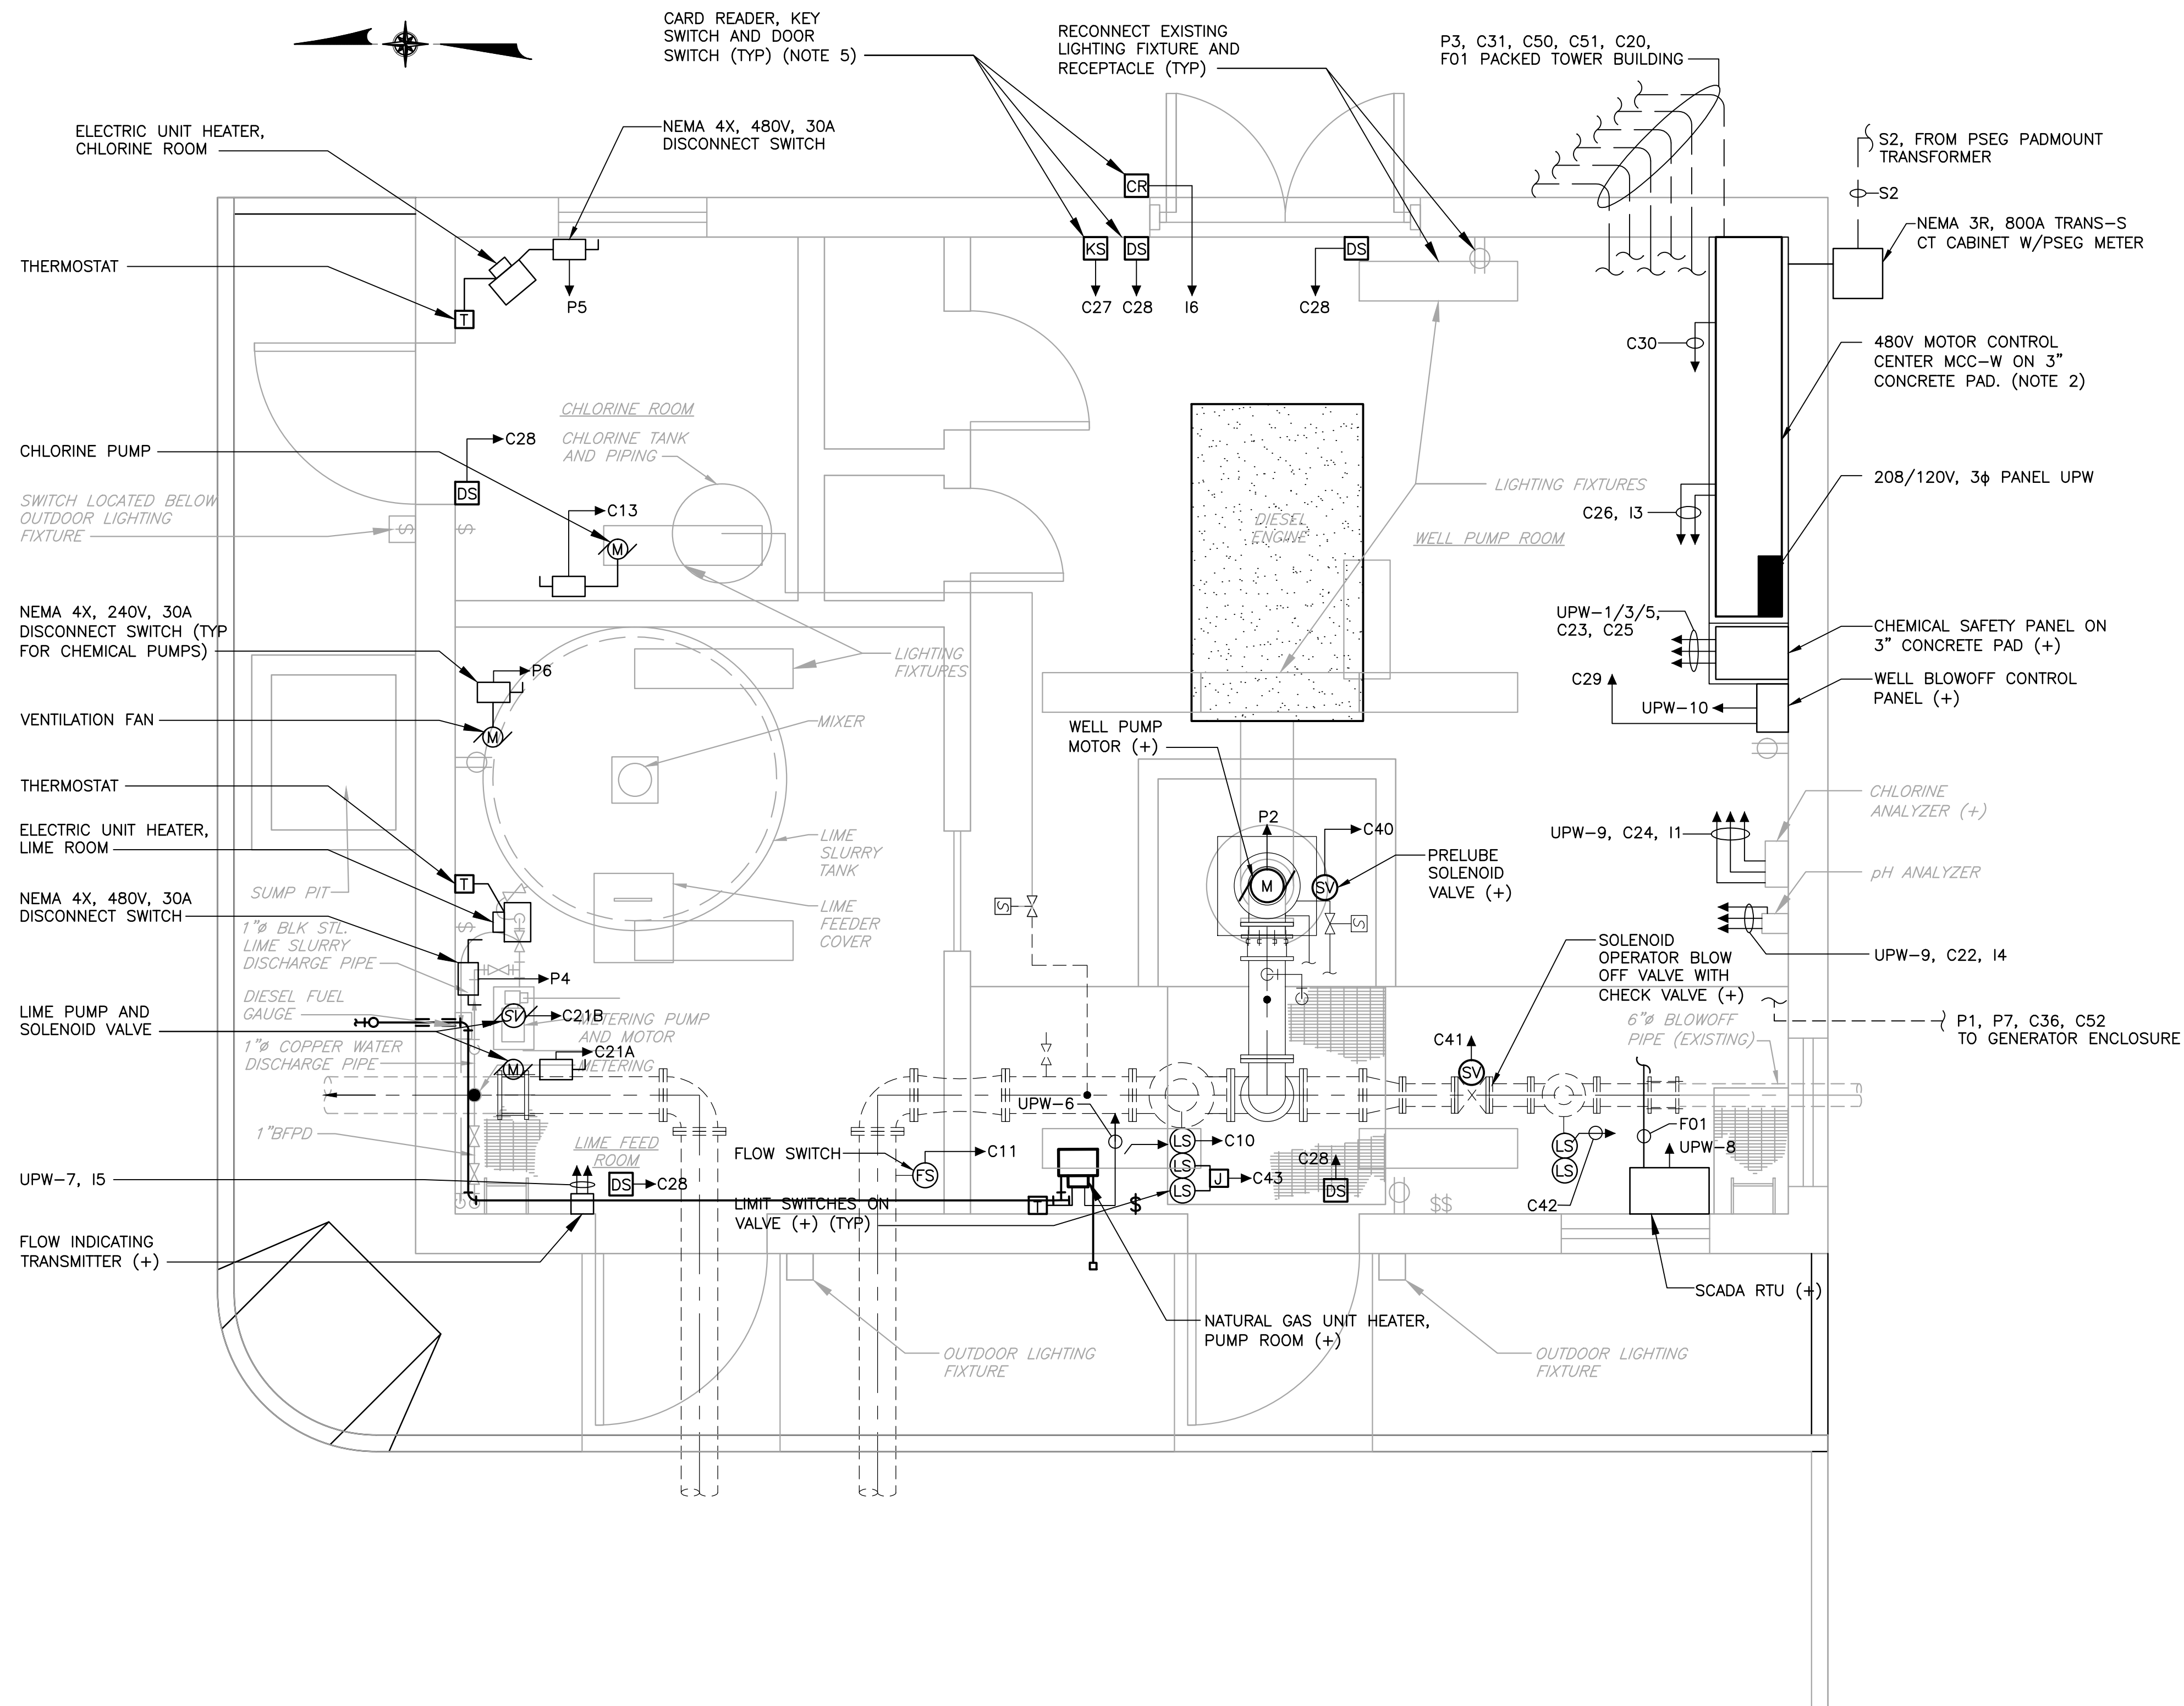 CARD READER, KEY
SWITCH AND DOOR
SWITCH (TYP) (NOTE 5)
RECONNECT EXISTING
LIGHTING FIXTURE AND
RECEPTACLE (TYP)
P3, C31, C50, C51, C20,
F01 PACKED TOWER BUILDING
ELECTRIC UNIT HEATER,
CHLORINE ROOM
NEMA 4X, 480V, 30A
DISCONNECT SWITCH
S2, FROM PSEG PADMOUNT
TRANSFORMER
S2
NEMA 3R, 800A TRANS-S
CT CABINET W/PSEG METER
CR
KS
DS
DS
THERMOSTAT
T
P5
C27
C28
I6
C28
C30
480V MOTOR CONTROL
CENTER MCC-W ON 3"
CONCRETE PAD. (NOTE 2)
CHLORINE ROOM
CHLORINE TANK
AND PIPING
C28
CHLORINE PUMP
DS
SWITCH LOCATED BELOW
OUTDOOR LIGHTING
FIXTURE
$
$
C13
M
LIGHTING FIXTURES
DIESEL
ENGINE
WELL PUMP ROOM
C26, I3
208/120V, 3ϕ PANEL UPW
NEMA 4X, 240V, 30A
DISCONNECT SWITCH (TYP
FOR CHEMICAL PUMPS)
P6
LIGHTING
FIXTURES
UPW-1/3/5,
C23, C25
CHEMICAL SAFETY PANEL ON
3" CONCRETE PAD (+)
C29
WELL BLOWOFF CONTROL
PANEL (+)
UPW-10
VENTILATION FAN
M
MIXER
WELL PUMP
MOTOR (+)
THERMOSTAT
ELECTRIC UNIT HEATER,
LIME ROOM
T
LIME
SLURRY
TANK
P2
C40
M
SV
PRELUBE
SOLENOID
VALVE (+)
UPW-9, C24, I1
CHLORINE
ANALYZER (+)
pH ANALYZER
SUMP PIT
NEMA 4X, 480V, 30A
DISCONNECT SWITCH
$
LIME
FEEDER
COVER
S
S
1"ø BLK STL.
LIME SLURRY
DISCHARGE PIPE
P4
SOLENOID
OPERATOR BLOW
OFF VALVE WITH
CHECK VALVE (+)
UPW-9, C22, I4
DIESEL FUEL
GAUGE
LIME PUMP AND
SOLENOID VALVE
SV
C21B
METERING PUMP
AND MOTOR
6"ø BLOWOFF
PIPE (EXISTING)
P1, P7, C36, C52
TO GENERATOR ENCLOSURE
1"ø COPPER WATER
DISCHARGE PIPE
C21A
M
METERING
C41
SV
UPW-6
1"BFPD
LIME FEED
ROOM
FLOW SWITCH
FS
C11
LS
C10
LS
LS
J
C43
C28
DS
LS
LS
C42
F01
UPW-8
UPW-7, I5
DS
C28
LIMIT SWITCHES ON
VALVE (+) (TYP)
T
$
$$
FLOW INDICATING
TRANSMITTER (+)
SCADA RTU (+)
NATURAL GAS UNIT HEATER,
PUMP ROOM (+)
OUTDOOR LIGHTING
FIXTURE
OUTDOOR LIGHTING
FIXTURE